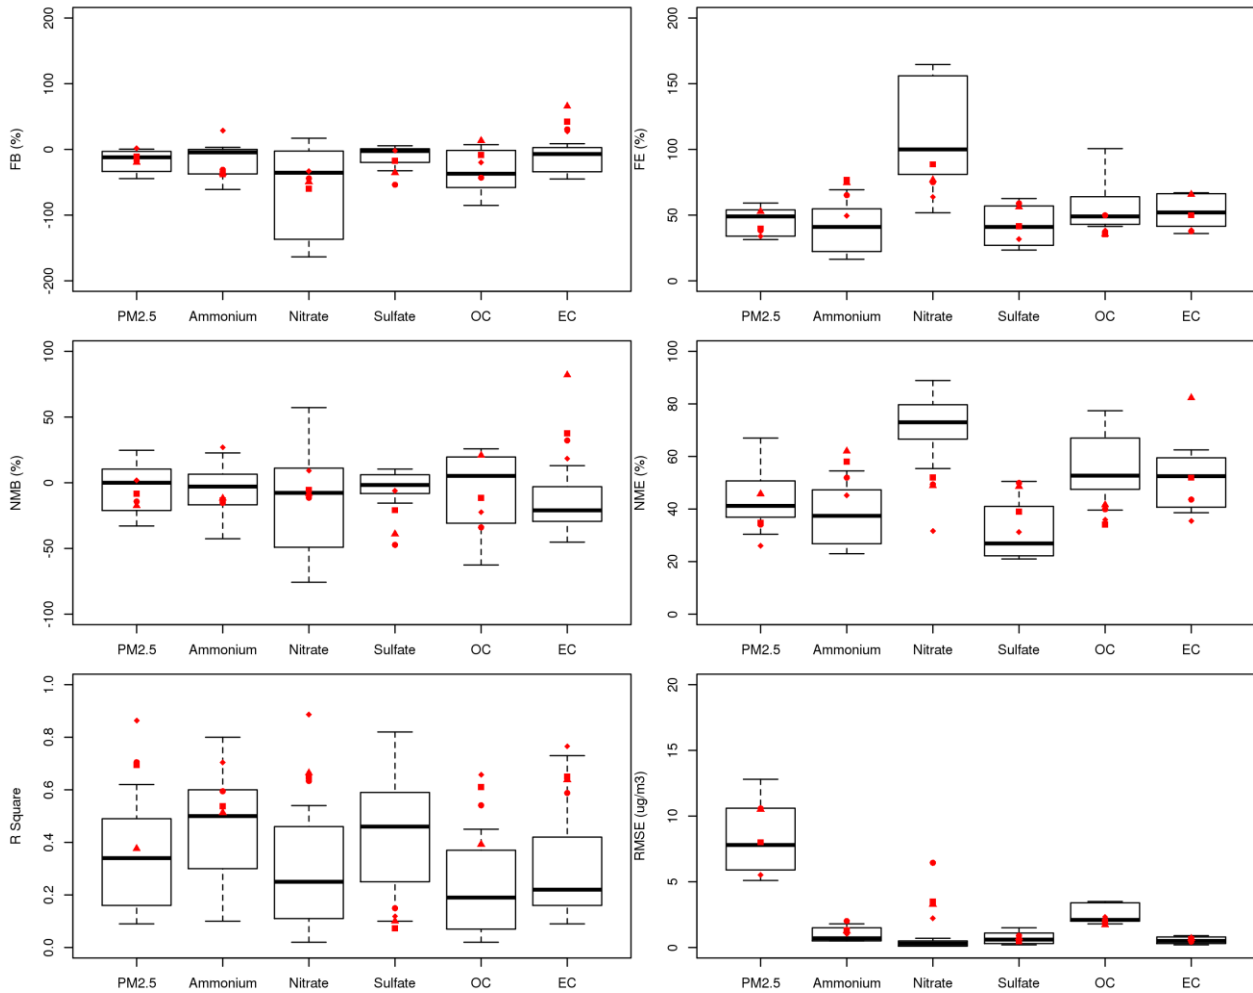 200
100
0
-100
-200
FB (%)
PM2.5 Ammonium Nitrate Sulfate OC EC
200
150
100
50
0
FE (%)
PM2.5 Ammonium Nitrate Sulfate OC EC
100
50
0
-50
-100
NMB (%)
PM2.5 Ammonium Nitrate Sulfate OC EC
100
80
60
40
20
0
NME (%)
PM2.5 Ammonium Nitrate Sulfate OC EC
1.0
0.8
0.6
0.4
0.2
0.0
R Square
PM2.5 Ammonium Nitrate Sulfate OC EC
20
15
10
5
0
RMSE (ug/m3)
PM2.5 Ammonium Nitrate Sulfate OC EC